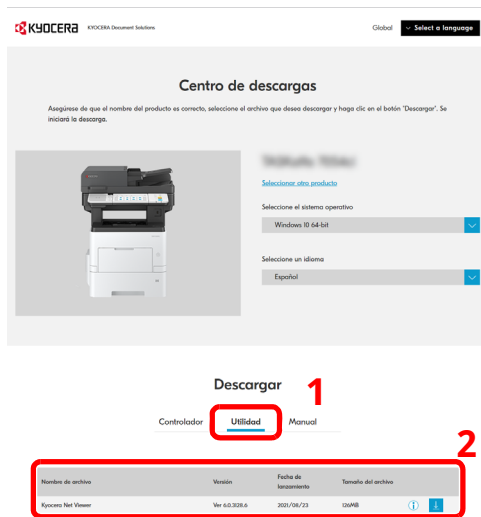 KYOCERA KYOCERA Document Solutions Global Select a language
Centro de descargas
Asegúrese de que el nombre del producto es correcto, seleccione el archivo que desea descargar y haga clic en el botón "Descargar". Se
iniciará la descarga.
Seleccionar otro producto
Seleccione el sistema operativo
Windows 10 64-bit
Seleccione un idioma
Español
Descargar 1
Controlador Utilidad Manual
2
Nombre de archivo Versión Fecha de lanzamiento Tamaño del archivo
Kyocera Net Viewer Ver 6.0.3128.6 2021/08/23 126MB